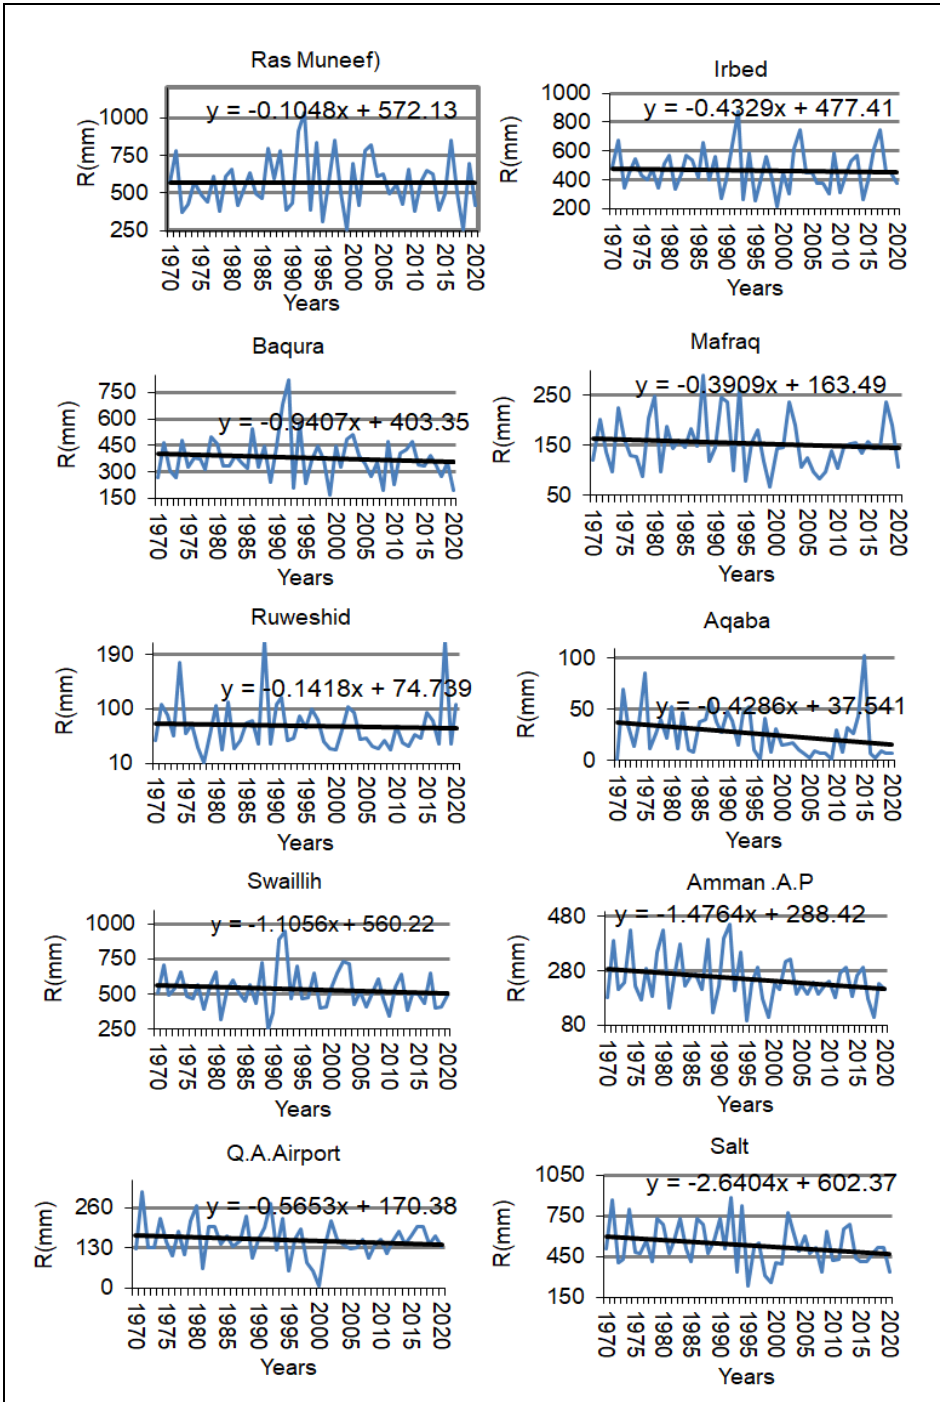 Ras Muneef)
y = -0.1048x + 572.13
R(mm)
1000
750
500
250
1970 1975 1980 1985 1990 1995 2000 2005 2010 2015 2020
Years
Irbed
y = -0.4329x + 477.41
R(mm)
1000
800
600
400
200
1970 1975 1980 1985 1990 1995 2000 2005 2010 2015 2020
Years
Baqura
y = -0.9407x + 403.35
R(mm)
750
600
450
300
150
1970 1975 1980 1985 1990 1995 2000 2005 2010 2015 2020
Years
Mafraq
y = -0.3909x + 163.49
R(mm)
250
150
50
1970 1975 1980 1985 1990 1995 2000 2005 2010 2015 2020
Years
Ruweshid
y = -0.1418x + 74.739
R(mm)
190
100
10
1970 1975 1980 1985 1990 1995 2000 2005 2010 2015 2020
Years
Aqaba
y = -0.4286x + 37.541
R(mm)
100
50
0
1970 1975 1980 1985 1990 1995 2000 2005 2010 2015 2020
Years
Swaillih
y = -1.1056x + 560.22
R(mm)
1000
750
500
250
1970 1975 1980 1985 1990 1995 2000 2005 2010 2015 2020
Years
Amman .A.P
y = -1.4764x + 288.42
R(mm)
480
280
80
1970 1975 1980 1985 1990 1995 2000 2005 2010 2015 2020
Years
Q.A.Airport
y = -0.5653x + 170.38
R(mm)
260
130
0
1970 1975 1980 1985 1990 1995 2000 2005 2010 2015 2020
Years
Salt
y = -2.6404x + 602.37
R(mm)
1050
750
450
150
1970 1975 1980 1985 1990 1995 2000 2005 2010 2015 2020
Years